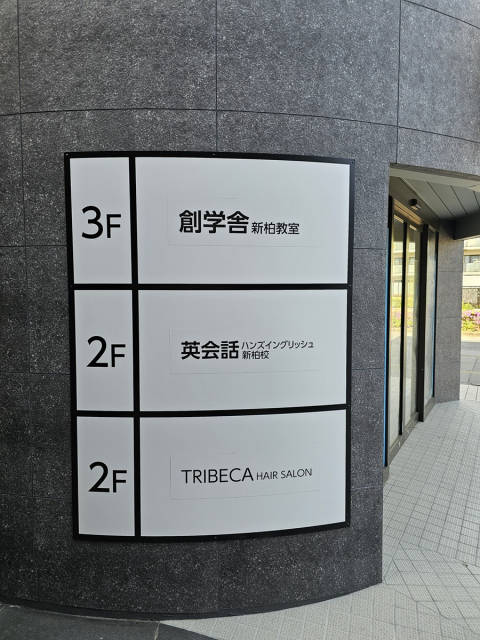 3F
創学舎 新柏教室
2F
英会話 ハンズイングリッシュ
新柏校
2F
TRIBECA HAIR SALON